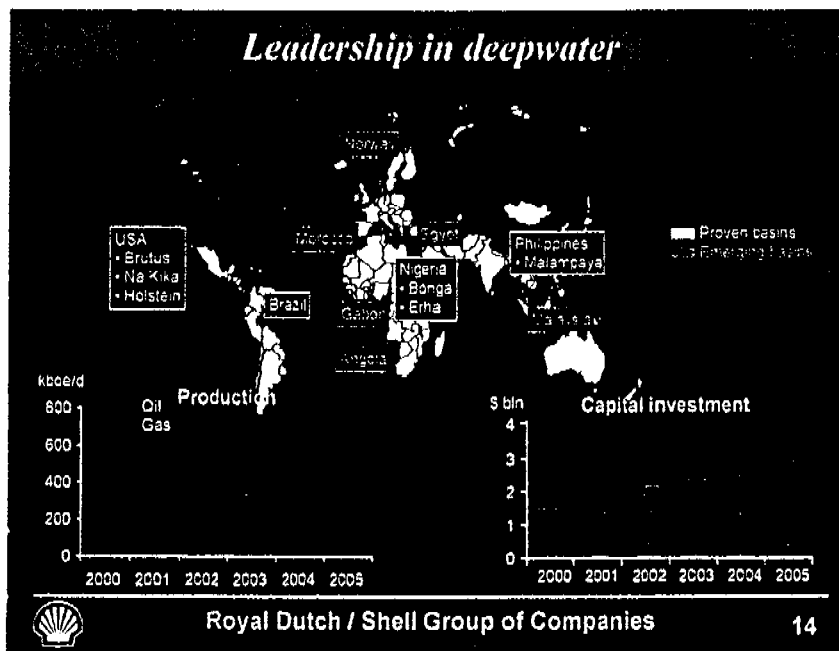 Leadership in deepwater
Norway
USA
• Brutus
• Na Kika
• Holstein
Morocco
Egypt
Philippines
• Malampaya
Proven basins
Emerging basins
Nigeria
• Bonga
• Erha
Brazil
Gabon
Angola
kboe/d
Production
Oil
Gas
800
600
400
200
0
2000 2001 2002 2003 2004 2005
$ bln
Capital investment
4
3
2
1
0
2000 2001 2002 2003 2004 2005
Royal Dutch / Shell Group of Companies
14